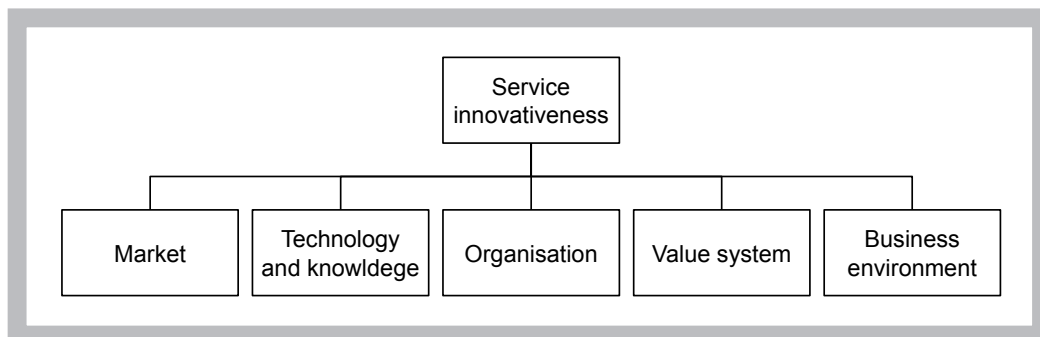 Service
innovativeness
Market
Technology
and knowldege
Organisation
Value system
Business
environment